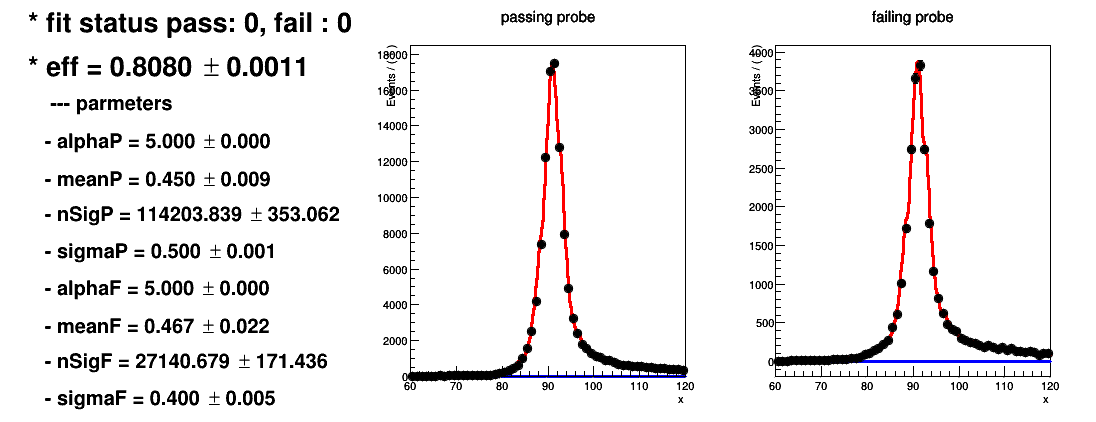 * fit status pass: 0, fail : 0
* eff = 0.8080 ± 0.0011
--- parmeters
- alphaP = 5.000 ± 0.000
- meanP = 0.450 ± 0.009
- nSigP = 114203.839 ± 353.062
- sigmaP = 0.500 ± 0.001
- alphaF = 5.000 ± 0.000
- meanF = 0.467 ± 0.022
- nSigF = 27140.679 ± 171.436
- sigmaF = 0.400 ± 0.005
passing probe
Events / ( )
18000
16000
14000
12000
10000
8000
6000
4000
2000
0
60 70 80 90 100 110 120
x
failing probe
Events / ( )
4000
3500
3000
2500
2000
1500
1000
500
0
60 70 80 90 100 110 120
x